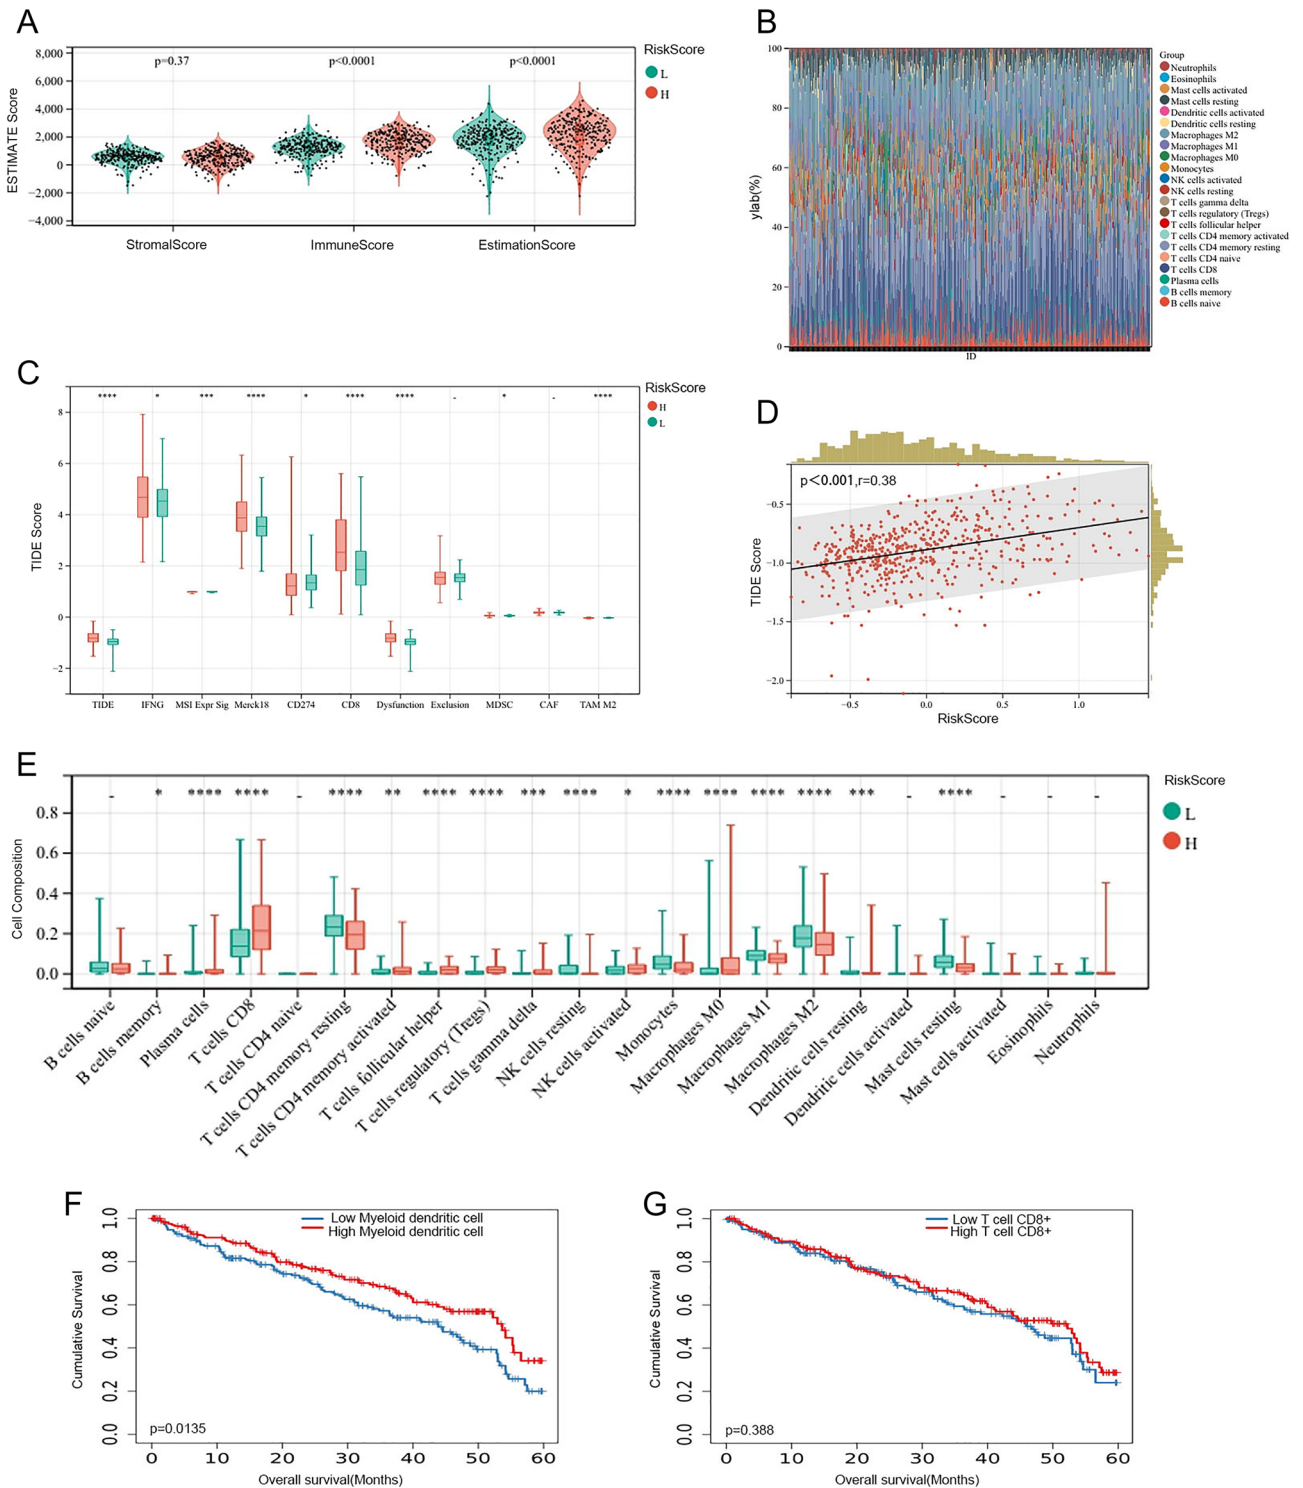 A
RiskScore
L
H
p=0.37
p<0.0001
p<0.0001
8,000
6,000
4,000
2,000
0
−2,000
−4,000
ESTIMATE Score
StromalScore
ImmuneScore
EstimationScore
B
100
80
60
40
20
0
ylab(%)
ID
Group
Neutrophils
Eosinophils
Mast cells activated
Mast cells resting
Dendritic cells activated
Dendritic cells resting
Macrophages M2
Macrophages M1
Macrophages M0
Monocytes
NK cells activated
NK cells resting
T cells gamma delta
T cells regulatory (Tregs)
T cells follicular helper
T cells CD4 memory activated
T cells CD4 memory resting
T cells CD4 naive
T cells CD8
Plasma cells
B cells memory
B cells naive
C
RiskScore
H
L
**** * *** **** * **** **** - * - ****
8
6
4
2
0
−2
TIDE Score
TIDE IFNG MSI Expr Sig Merck18 CD274 CD8 Dysfunction Exclusion MDSC CAF TAM M2
D
p<0.001,r=0.38
−0.5
−1.0
−1.5
−2.0
TIDE Score
−0.5 0.0 0.5 1.0
RiskScore
E
RiskScore
L
H
- * **** **** - **** ** **** **** *** **** * **** **** **** **** *** - **** - - -
0.8
0.6
0.4
0.2
0.0
Cell Composition
B cells naive
B cells memory
Plasma cells
T cells CD8
T cells CD4 naive
T cells CD4 memory resting
T cells CD4 memory activated
T cells follicular helper
T cells regulatory (Tregs)
T cells gamma delta
NK cells resting
NK cells activated
Monocytes
Macrophages M0
Macrophages M1
Macrophages M2
Dendritic cells resting
Dendritic cells activated
Mast cells resting
Mast cells activated
Eosinophils
Neutrophils
F
Low Myeloid dendritic cell
High Myeloid dendritic cell
1.0
0.8
0.6
0.4
0.2
0.0
Cumulative Survival
p=0.0135
0 10 20 30 40 50 60
Overall survival(Months)
G
Low T cell CD8+
High T cell CD8+
1.0
0.8
0.6
0.4
0.2
0.0
Cumulative Survival
p=0.388
0 10 20 30 40 50 60
Overall survival(Months)